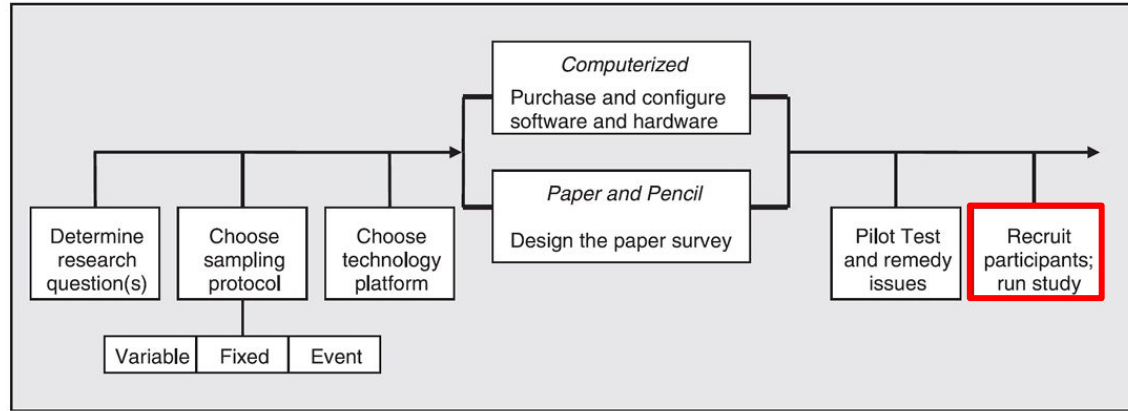 Computerized
Purchase and configure
software and hardware
Paper and Pencil
Design the paper survey
Determine
research
question(s)
Choose
sampling
protocol
Choose
technology
platform
Pilot Test
and remedy
issues
Recruit
participants;
run study
Variable
Fixed
Event